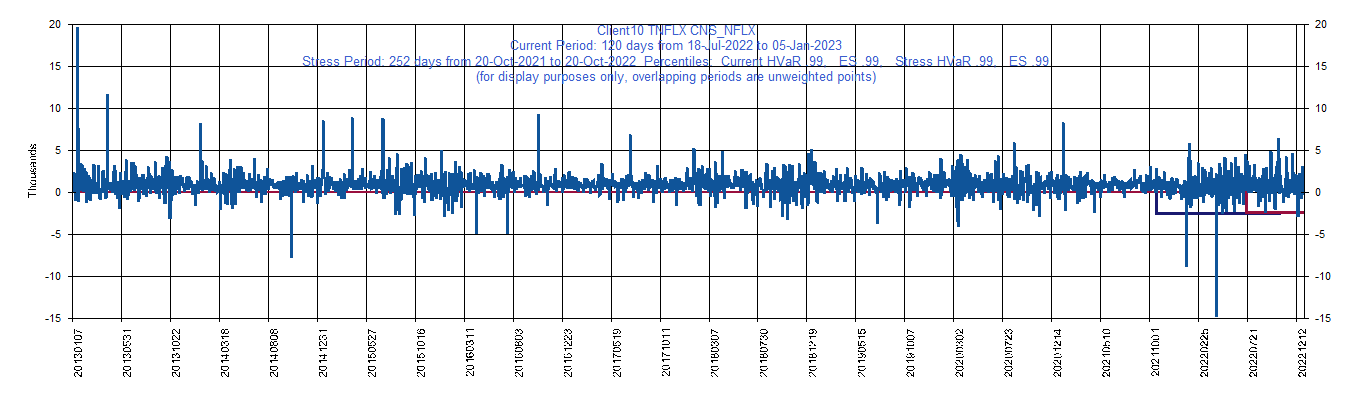 Client10 TNFLX CNS_NFLX
Current Period: 120 days from 18-Jul-2022 to 05-Jan-2023
Stress Period: 252 days from 20-Oct-2021 to 20-Oct-2022 Percentiles: Current HVaR .99, ES .99, Stress HVaR .99, ES .99
(for display purposes only, overlapping periods are unweighted points)
Thousands
20 20
15 15
10 10
5 5
0 0
-5 -5
-10 -10
-15 -15
20130107 20130531 20131022 20140318 20140808 20141231 20150527 20151016 20160311 20160803 20161223 20170519 20171011 20180307 20180730 20181219 20190515 20191007 20200302 20200723 20201214 20210510 20211001 20220225 20220721 20221212